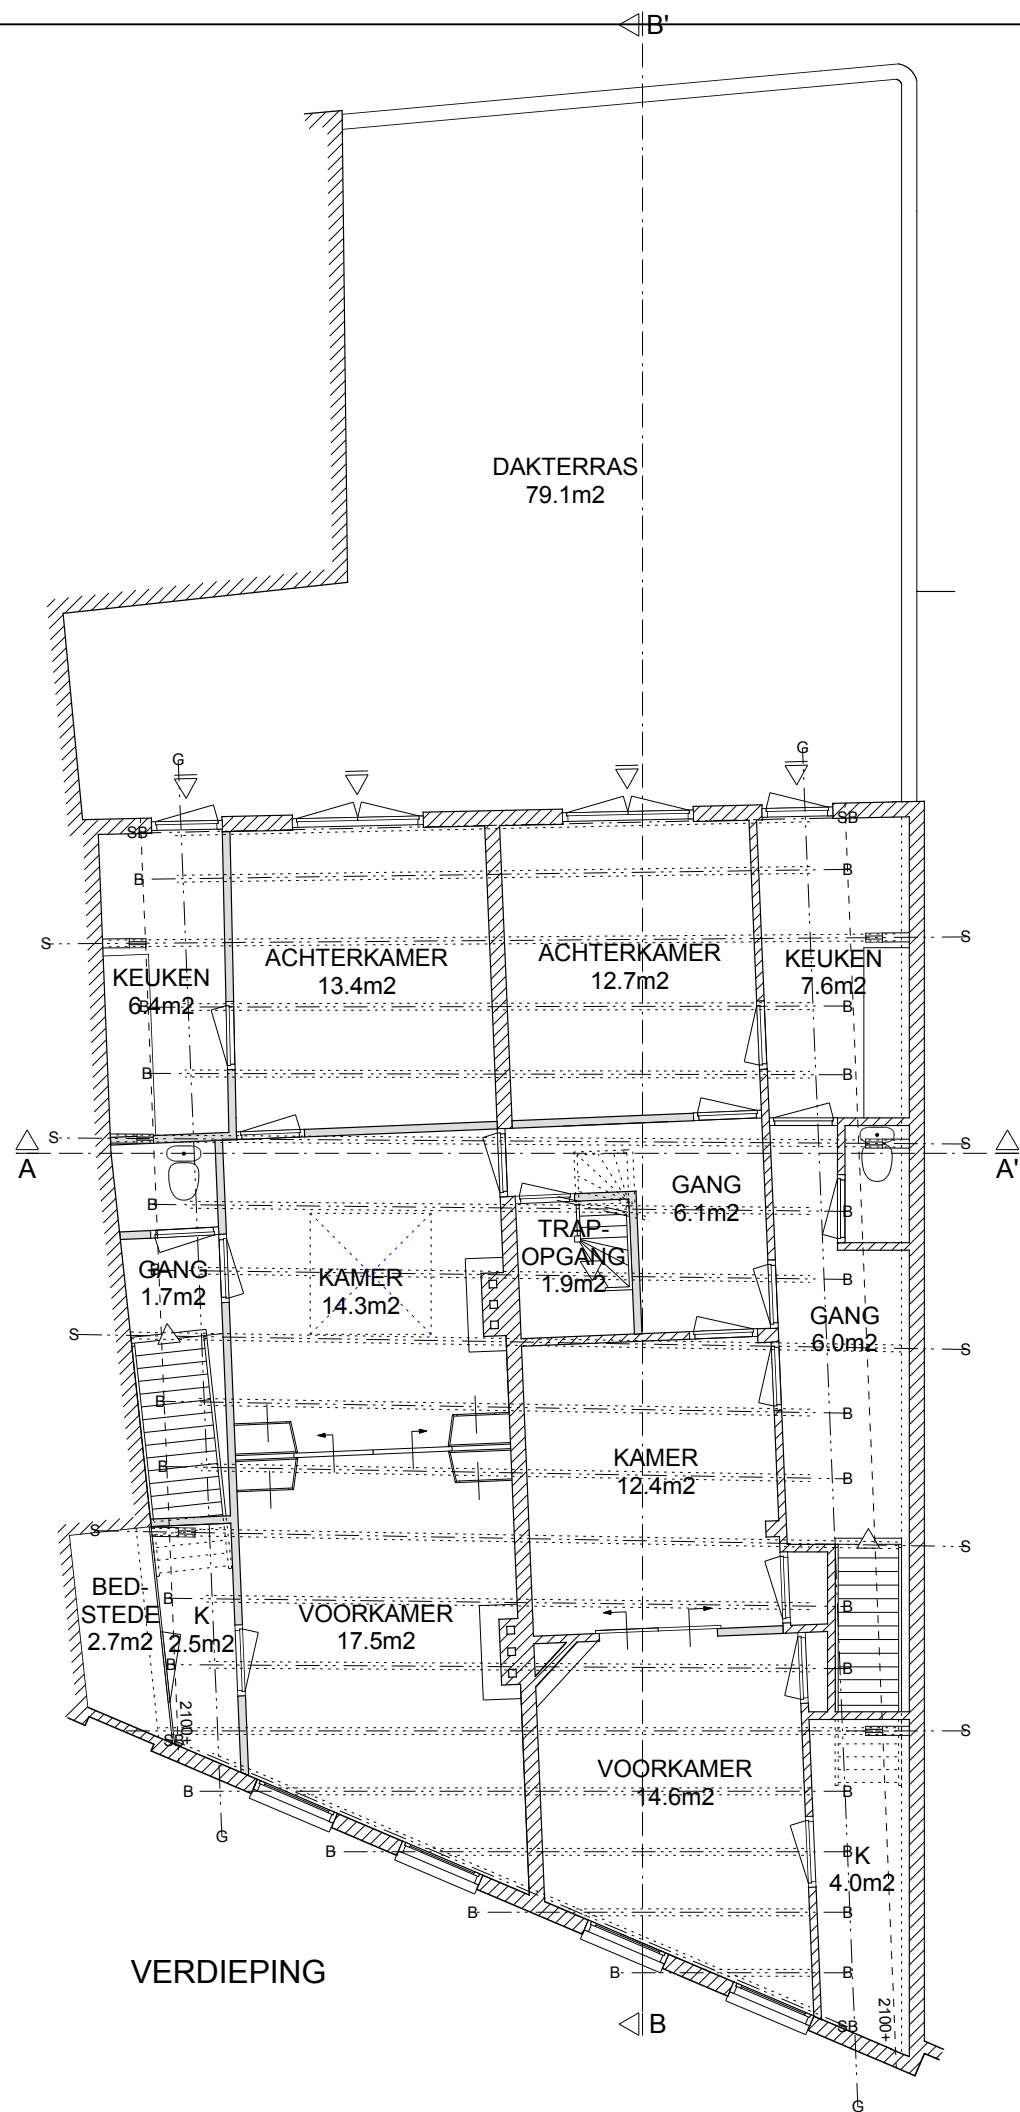 B'
DAKTERRAS
79.1m2
G
G
SB
SB
B
B
S
S
KEUKEN
6.4m2
ACHTERKAMER
13.4m2
ACHTERKAMER
12.7m2
KEUKEN
7.6m2
B
B
B
B
S
S
A
A'
GANG
6.1m2
B
B
TRAP-
OPGANG
1.9m2
GANG
1.7m2
B
B
KAMER
14.3m2
GANG
6.0m2
S
S
B
B
KAMER
12.4m2
B
B
S
S
BED-
STEDE
2.7m2
K
2.5m2
VOORKAMER
17.5m2
B
B
B
B
2100+
SB
S
VOORKAMER
14.6m2
B
B
G
B
B
K
4.0m2
B
B
VERDIEPING
B
B
2100+
B
SB
G